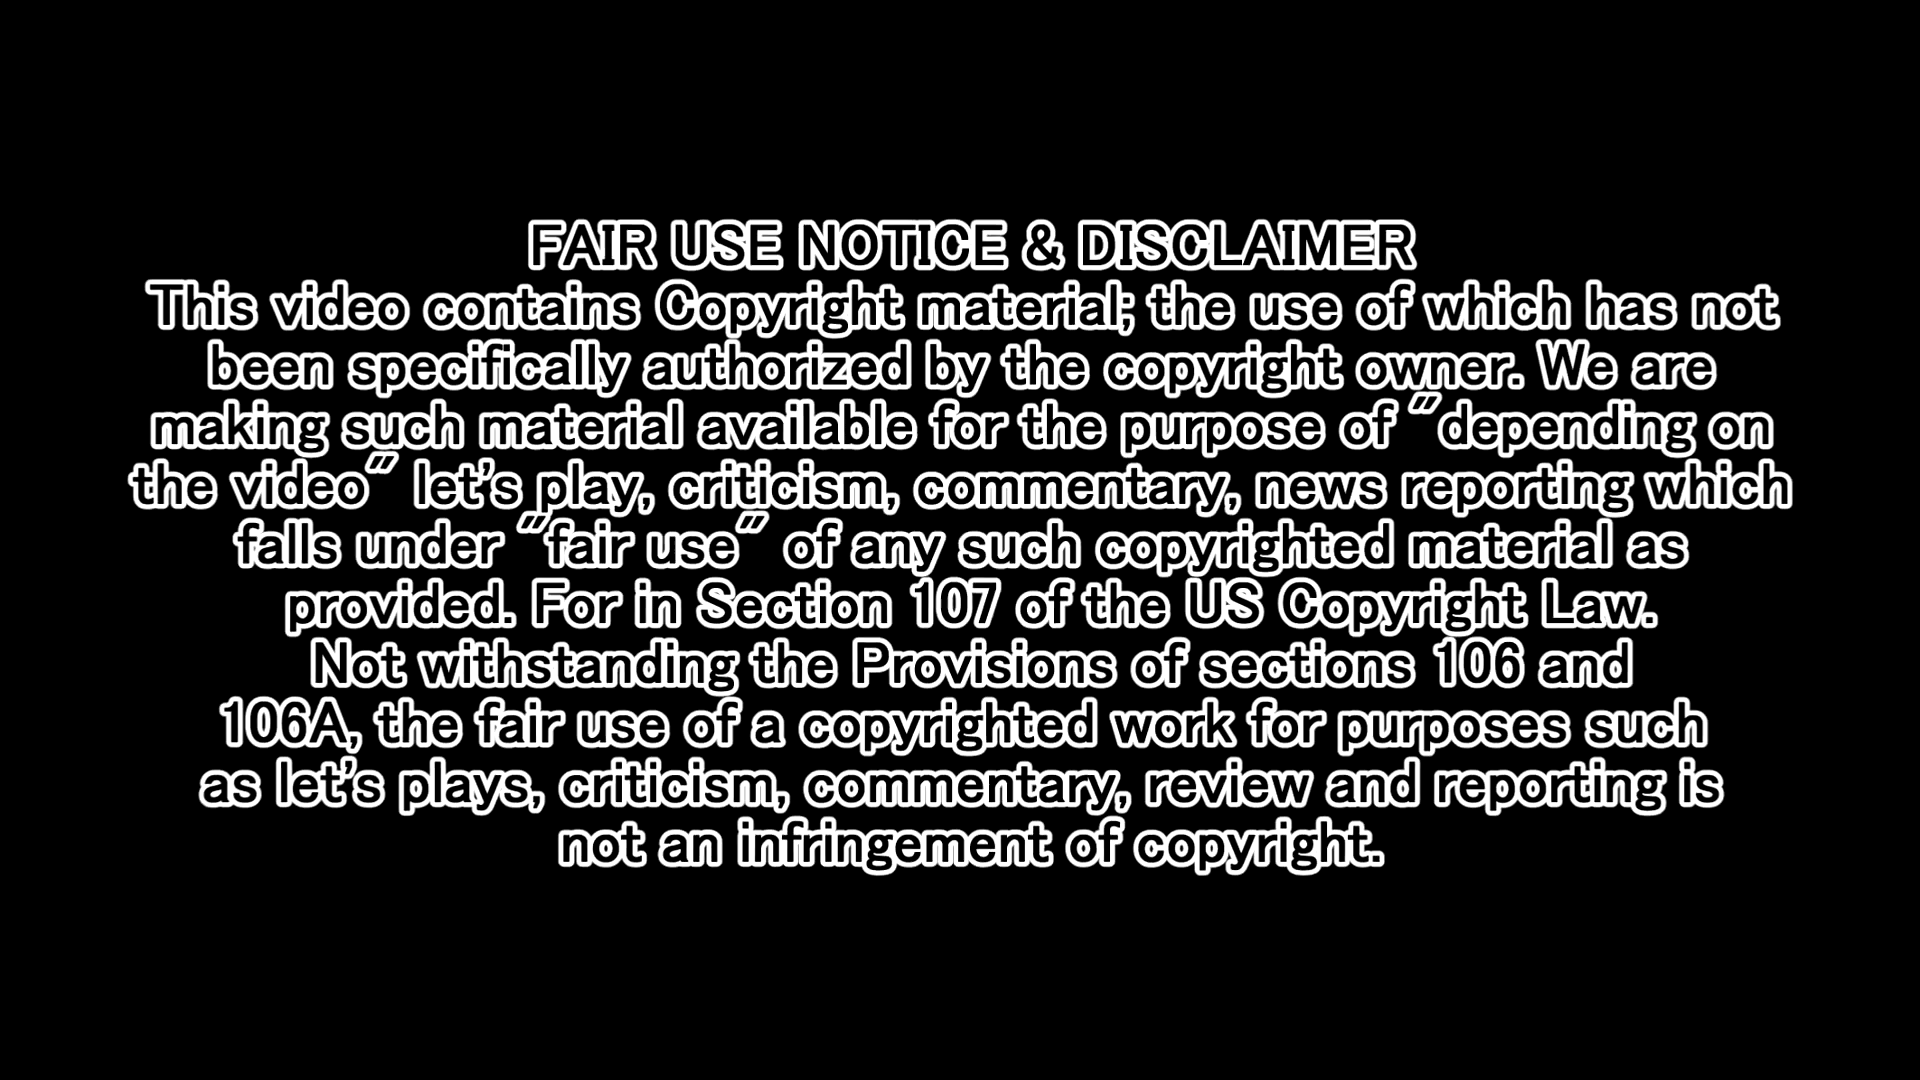 FAIR USE NOTICE & DISCLAIMER
This video contains Copyright material; the use of which has not
been specifically authorized by the copyright owner. We are
making such material available for the purpose of "depending on
the video" let's play, criticism, commentary, news reporting which
falls under "fair use" of any such copyrighted material as
provided. For in Section 107 of the US Copyright Law.
Not withstanding the Provisions of sections 106 and
106A, the fair use of a copyrighted work for purposes such
as let's plays, criticism, commentary, review and reporting is
not an infringement of copyright.